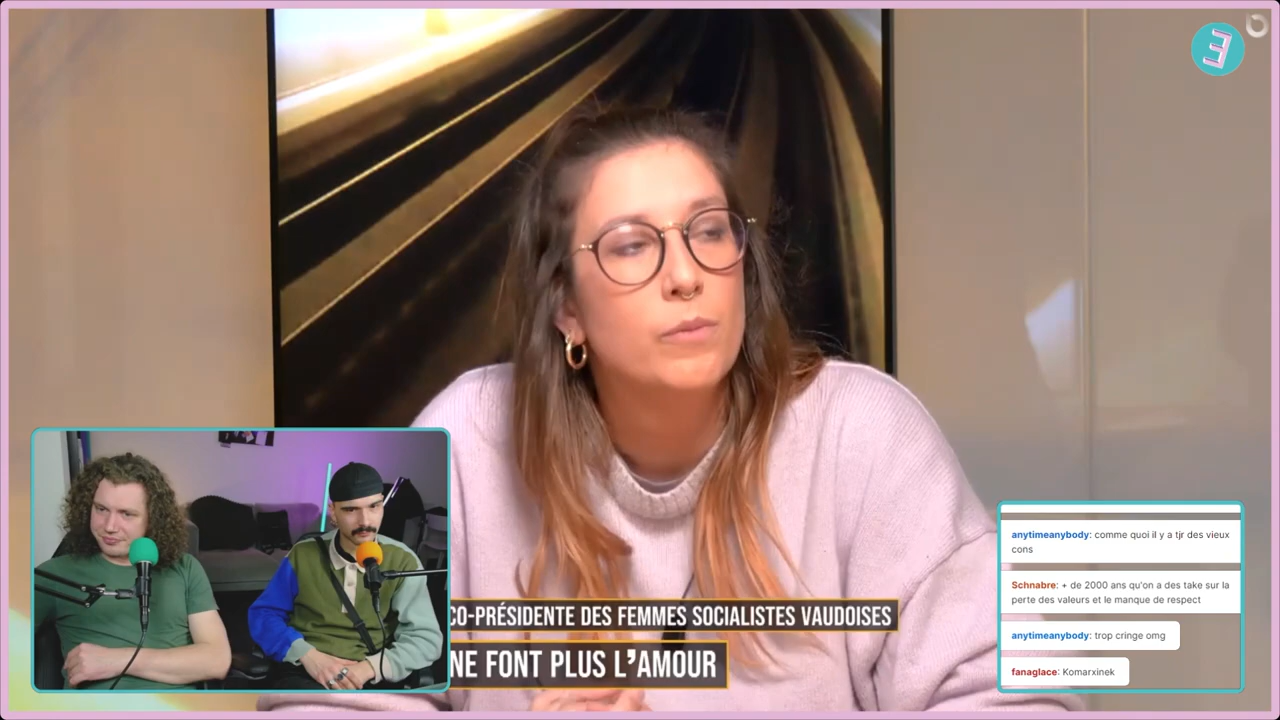 CO-PRÉSIDENTE DES FEMMES SOCIALISTES VAUDOISES
NE FONT PLUS L'AMOUR
anytimeanybody: comme quoi il y a tjr des vieux
cons
Schnabre: + de 2000 ans qu'on a des take sur la
perte des valeurs et le manque de respect
anytimeanybody: trop cringe omg
fanaglace: Komarxinek